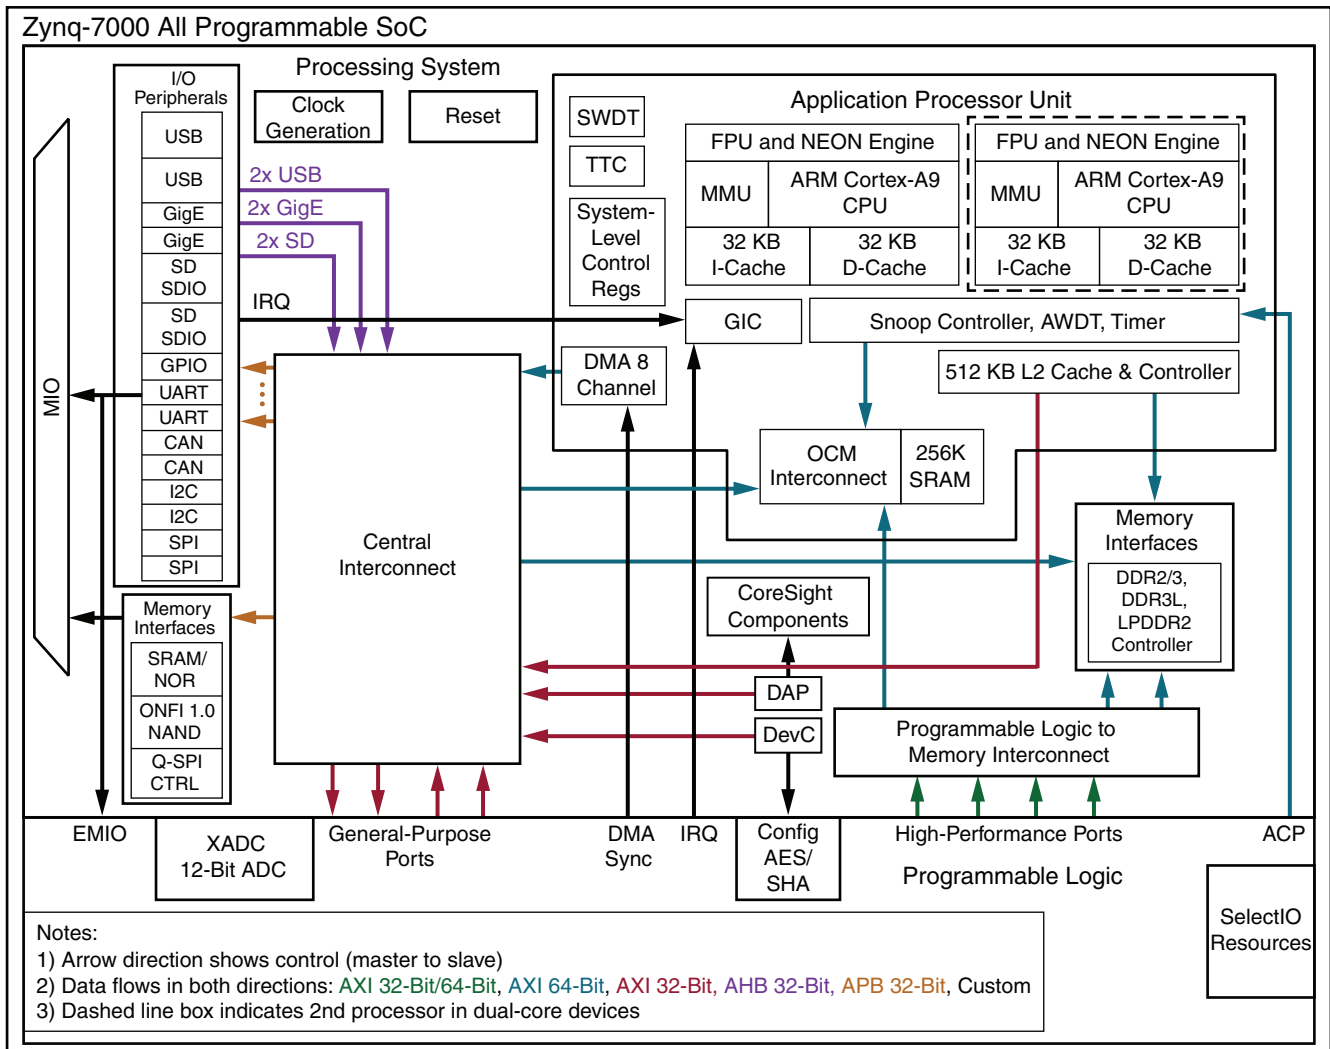 Zynq-7000 All Programmable SoC
Processing System
I/O
Peripherals
USB
USB
GigE
GigE
SD
SDIO
SD
SDIO
GPIO
UART
UART
CAN
CAN
I2C
I2C
SPI
SPI
MIO
Clock
Generation
Reset
2x USB
2x GigE
2x SD
IRQ
Application Processor Unit
SWDT
TTC
System-
Level
Control
Regs
FPU and NEON Engine
MMU
ARM Cortex-A9
CPU
32 KB
I-Cache
32 KB
D-Cache
FPU and NEON Engine
MMU
ARM Cortex-A9
CPU
32 KB
I-Cache
32 KB
D-Cache
GIC
Snoop Controller, AWDT, Timer
DMA 8
Channel
512 KB L2 Cache & Controller
OCM
Interconnect
256K
SRAM
Central
Interconnect
Memory
Interfaces
DDR2/3,
DDR3L,
LPDDR2
Controller
CoreSight
Components
Memory
Interfaces
SRAM/
NOR
ONFI 1.0
NAND
Q-SPI
CTRL
DAP
DevC
Programmable Logic to
Memory Interconnect
EMIO
XADC
12-Bit ADC
General-Purpose
Ports
DMA
Sync
IRQ
Config
AES/
SHA
High-Performance Ports
ACP
Programmable Logic
SelectIO
Resources
Notes:
1) Arrow direction shows control (master to slave)
2) Data flows in both directions: AXI 32-Bit/64-Bit, AXI 64-Bit, AXI 32-Bit, AHB 32-Bit, APB 32-Bit, Custom
3) Dashed line box indicates 2nd processor in dual-core devices